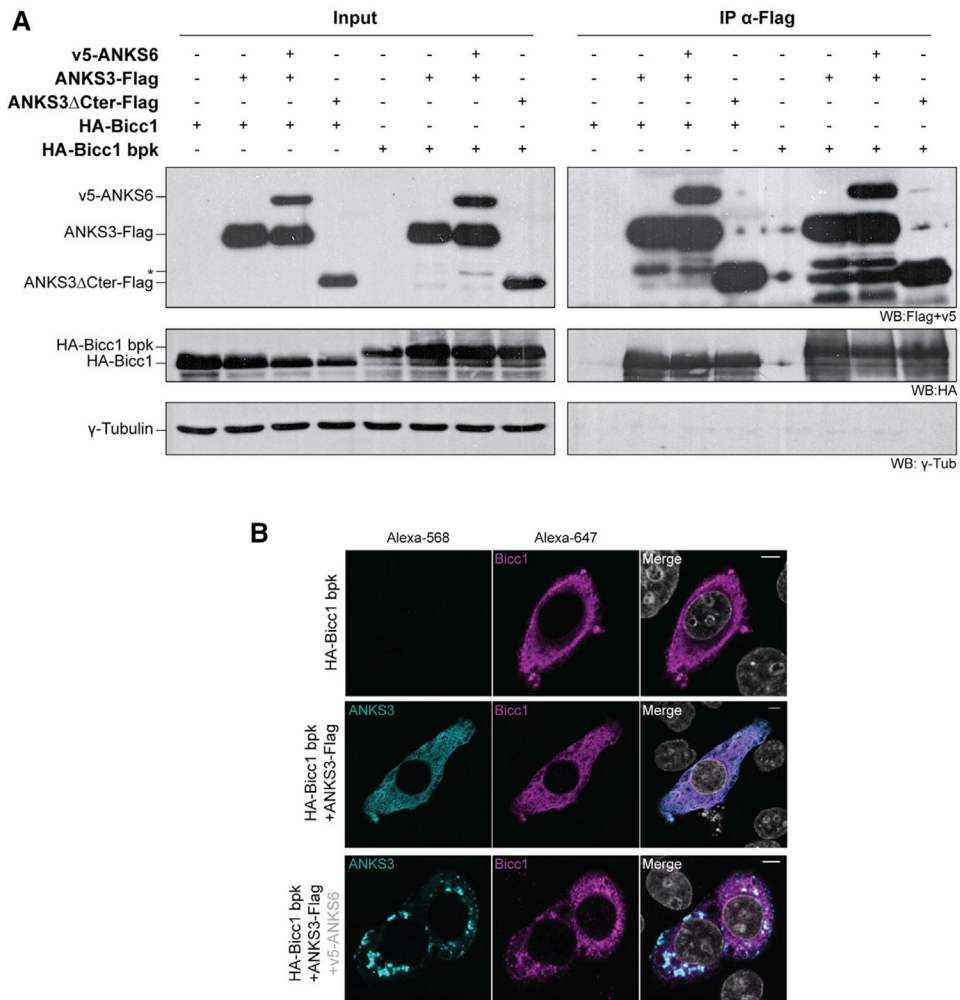 A
Input
IP α-Flag
v5-ANKS6 - - + - - - + - - - + - - - + -
ANKS3-Flag - + + - - + + - - + + - - + + -
ANKS3ΔCter-Flag - - - + - - - + - - - + - - - +
HA-Bicc1 + + + + - - - - + + + + - - - -
HA-Bicc1 bpk - - - - + + + + - - - - + + + +
v5-ANKS6
ANKS3-Flag
*
ANKS3ΔCter-Flag
WB:Flag+v5
HA-Bicc1 bpk
HA-Bicc1
WB:HA
γ-Tubulin
WB: γ-Tub
B
Alexa-568
Alexa-647
HA-Bicc1 bpk
Bicc1
Merge
HA-Bicc1 bpk
+ANKS3-Flag
ANKS3
Bicc1
Merge
HA-Bicc1 bpk
+ANKS3-Flag
+v5-ANKS6
ANKS3
Bicc1
Merge